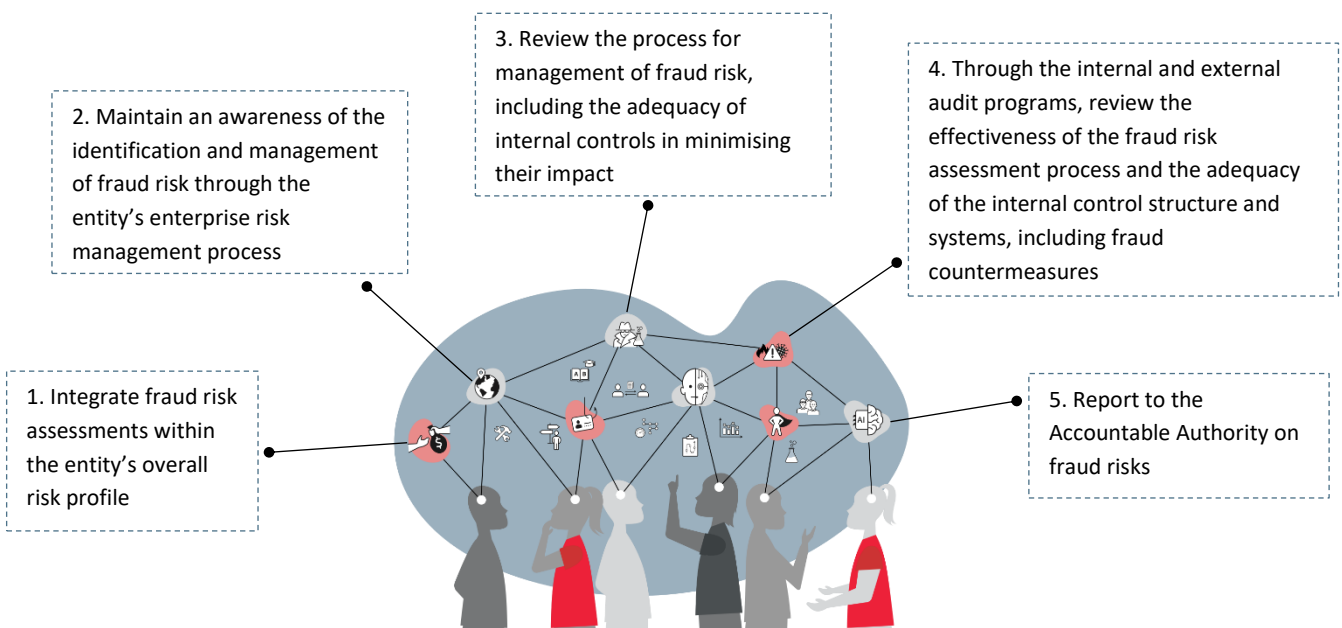 1. Integrate fraud risk
assessments within
the entity’s overall
risk profile
2. Maintain an awareness of the
identification and management
of fraud risk through the
entity’s enterprise risk
management process
3. Review the process for
management of fraud risk,
including the adequacy of
internal controls in minimising
their impact
4. Through the internal and external
audit programs, review the
effectiveness of the fraud risk
assessment process and the adequacy
of the internal control structure and
systems, including fraud
countermeasures
5. Report to the
Accountable Authority on
fraud risks
A B
$
AI